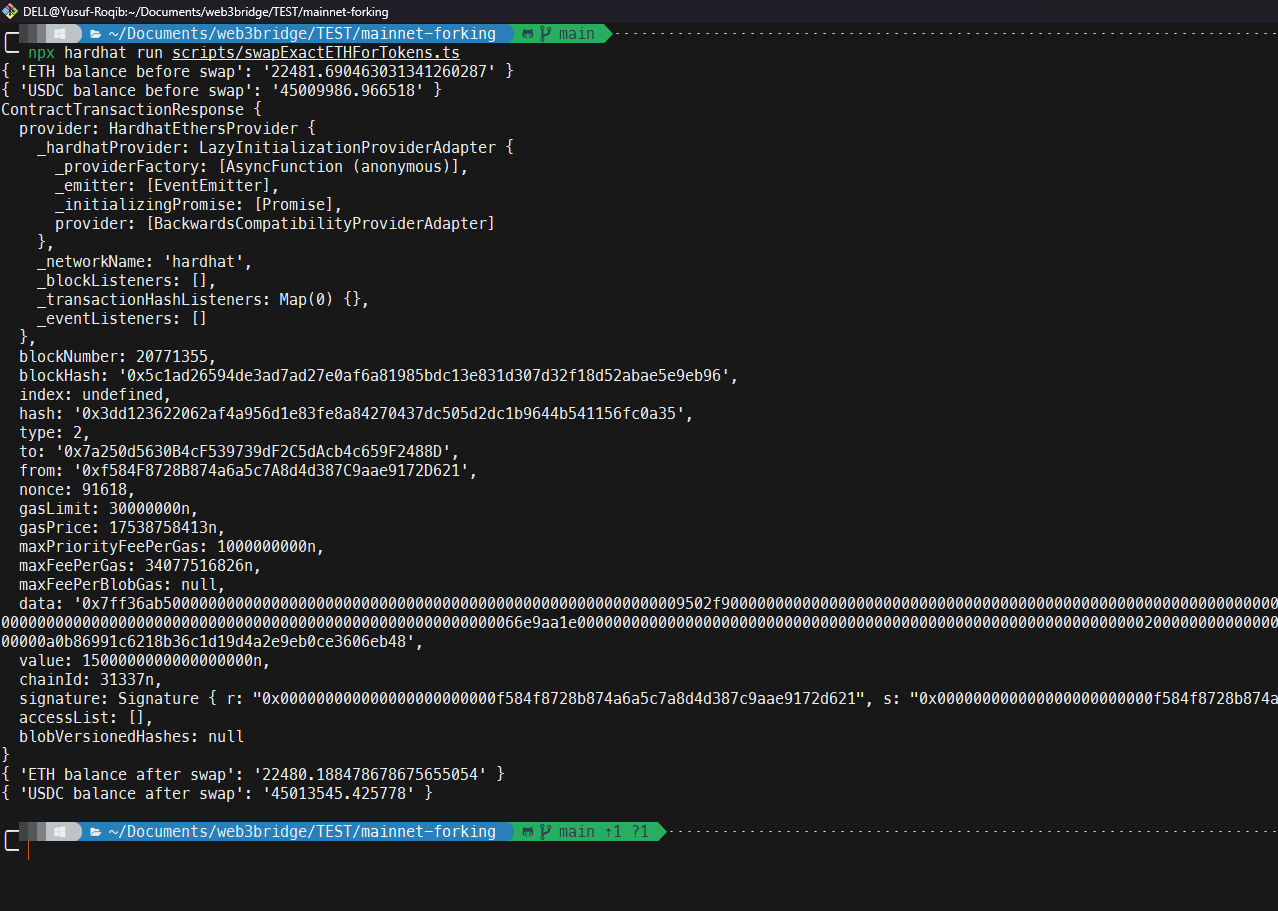 DELL@Yusuf-Roqib:~/Documents/web3bridge/TEST/mainnet-forking
~/Documents/web3bridge/TEST/mainnet-forking main
npx hardhat run scripts/swapExactETHForTokens.ts
{ 'ETH balance before swap': '22481.690463031341260287' }
{ 'USDC balance before swap': '45009986.966518' }
ContractTransactionResponse {
provider: HardhatEthersProvider {
_hardhatProvider: LazyInitializationProviderAdapter {
_providerFactory: [AsyncFunction (anonymous)],
_emitter: [EventEmitter],
_initializingPromise: [Promise],
provider: [BackwardsCompatibilityProviderAdapter]
},
_networkName: 'hardhat',
_blockListeners: [],
_transactionHashListeners: Map(0) {},
_eventListeners: []
},
blockNumber: 20771355,
blockHash: '0x5c1ad26594de3ad7ad27e0af6a81985bdc13e831d307d32f18d52abae5e9eb96',
index: undefined,
hash: '0x3dd123622062af4a956d1e83fe8a84270437dc505d2dc1b9644b541156fc0a35',
type: 2,
to: '0x7a250d5630B4cF539739dF2C5dAcb4c659F2488D',
from: '0xf584F8728B874a6a5c7A8d4d387C9aae9172D621',
nonce: 91618,
gasLimit: 30000000n,
gasPrice: 17538758413n,
maxPriorityFeePerGas: 1000000000n,
maxFeePerGas: 34077516826n,
maxFeePerBlobGas: null,
data:
00000a0b86991c6218b36c1d19d4a2e9eb0ce3606eb48',
value: 1500000000000000000n,
chainId: 31337n,
signature: Signature { r: "0x000000000000000000000000f584f8728b874a6a5c7a8d4d387c9aae9172d621", s: "0x000000000000000000000000f584f8728b874a
accessList: [],
blobVersionedHashes: null
}
{ 'ETH balance after swap': '22480.188478678675655054' }
{ 'USDC balance after swap': '45013545.425778' }
~/Documents/web3bridge/TEST/mainnet-forking main ↑1 ?1